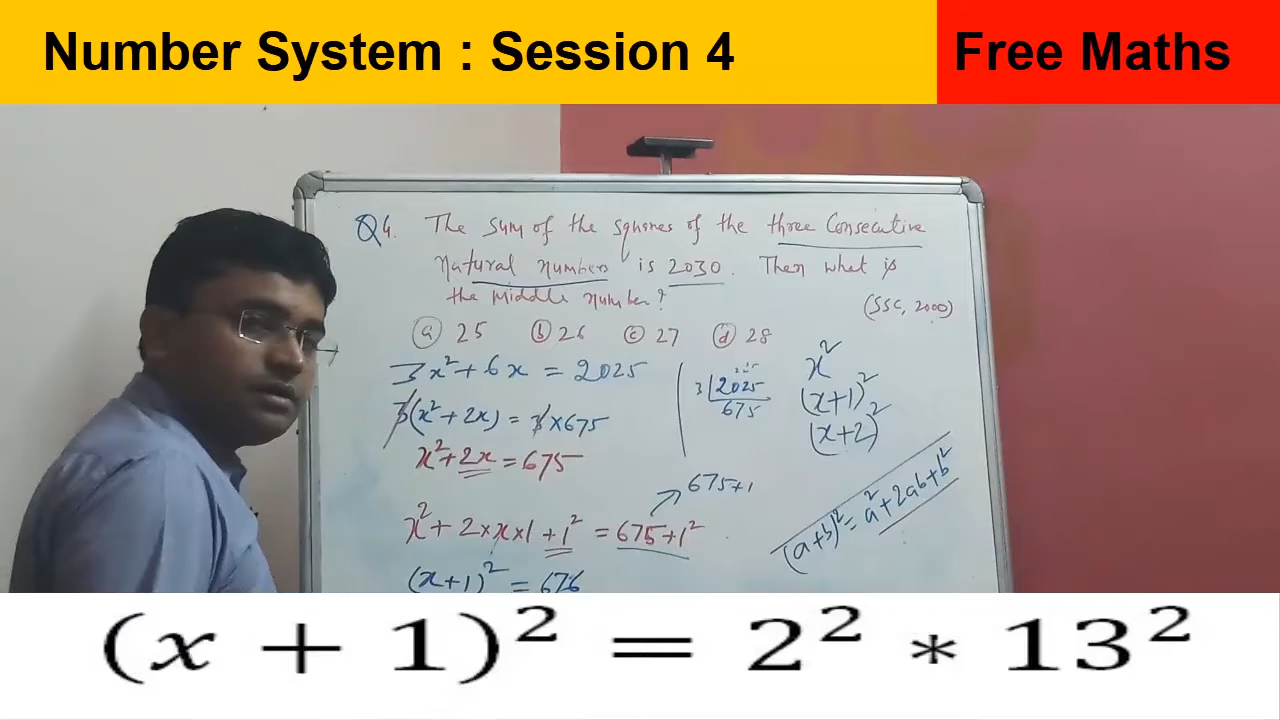 Number System : Session 4
Free Maths
Q4. The sum of the squares of the three Consecutive
natural numbers is 2030. Then what is
the middle number?
(SSC, 2000)
(a) 25 (b) 26 (c) 27 (d) 28
3x² + 6x = 2025
3(x² + 2x) = 3 × 675
x² + 2x = 675
x² + 2 × x × 1 + 1² = 675 + 1²
675 + 1
(x + 1)² = 676
3 2025
675
x²
(x + 1)²
(x + 2)²
(a + b)² = a² + 2ab + b²
(x + 1)² = 2² * 13²